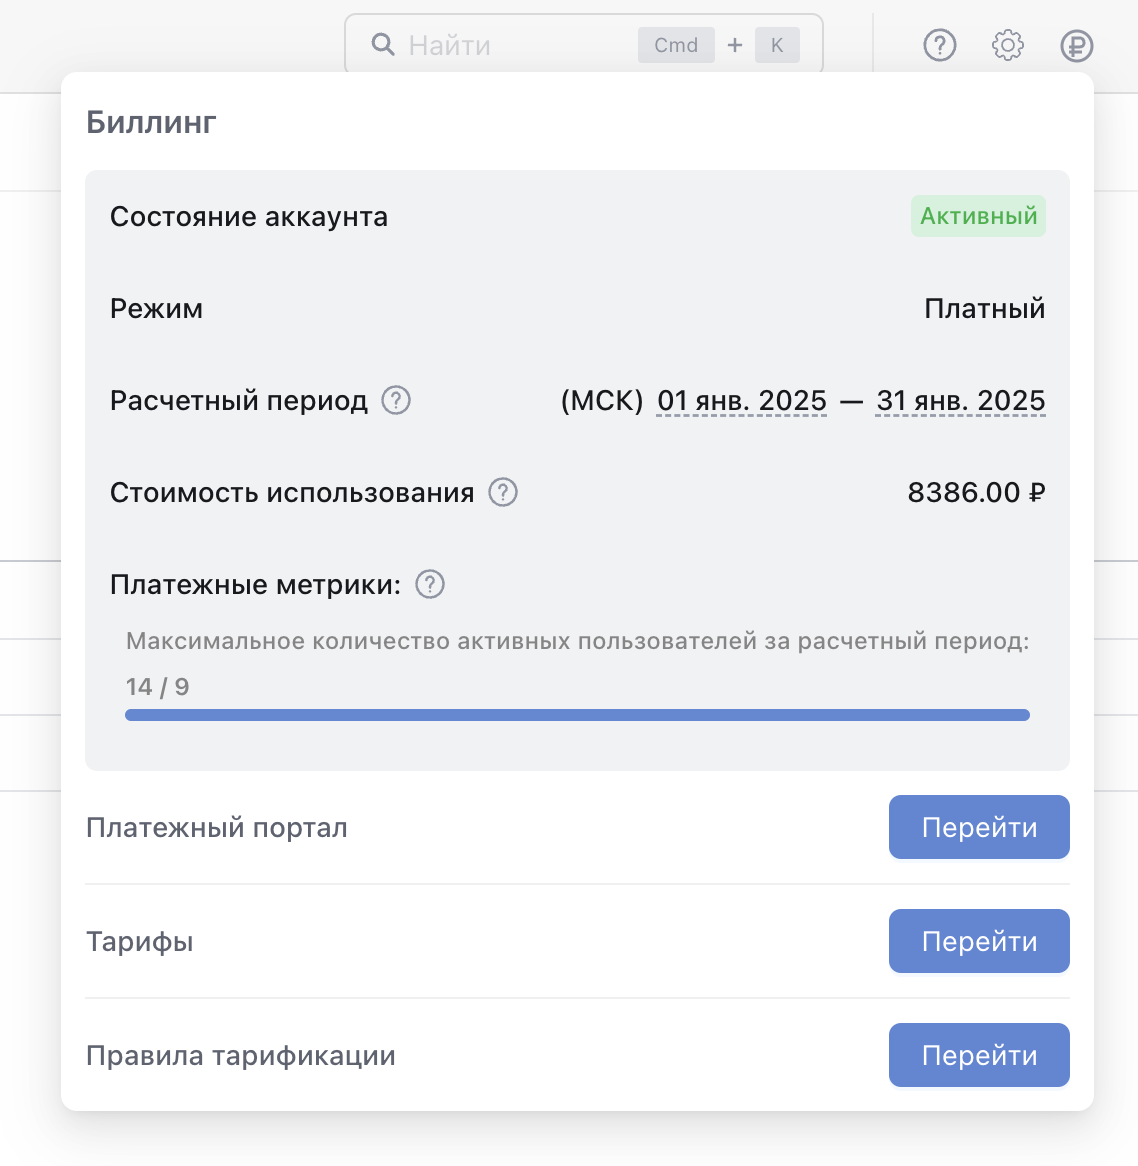 Найти Cmd + K
Биллинг
Состояние аккаунта Активный
Режим Платный
Расчетный период (МСК) 01 янв. 2025 — 31 янв. 2025
Стоимость использования 8386.00 ₽
Платежные метрики:
Максимальное количество активных пользователей за расчетный период:
14 / 9
Платежный портал Перейти
Тарифы Перейти
Правила тарификации Перейти